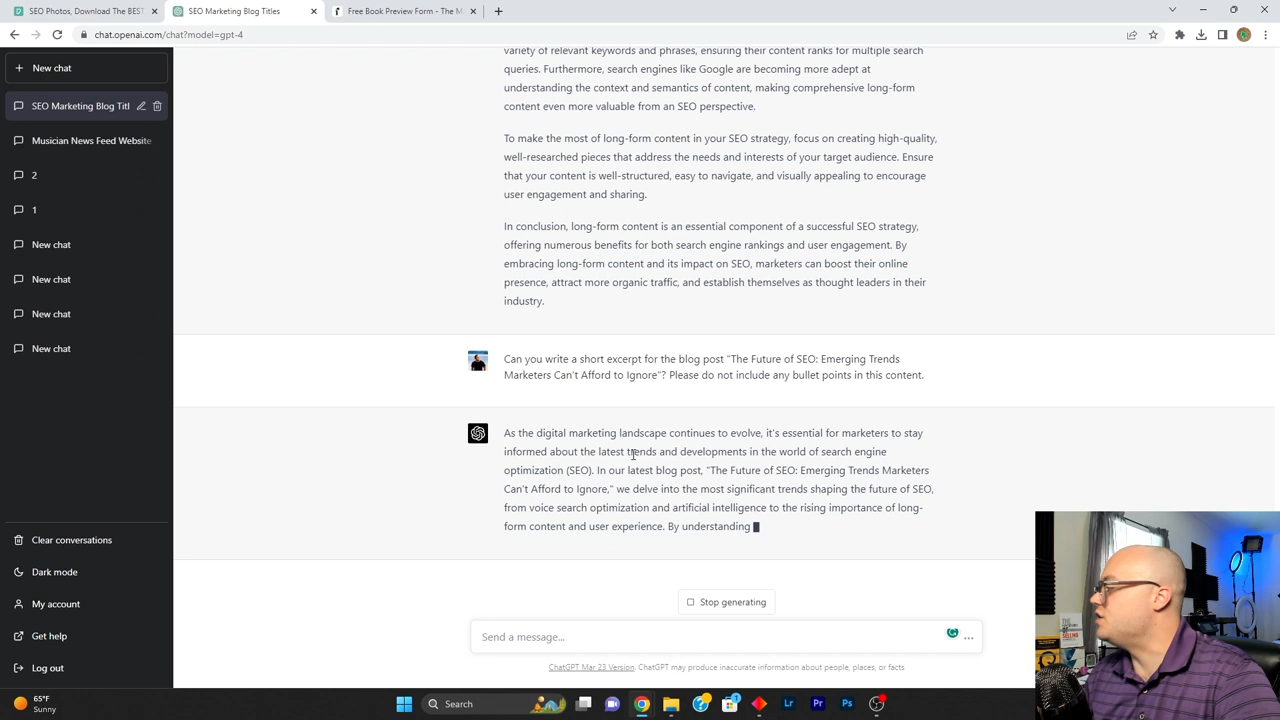 SEO Photos, Download The BEST
SEO Marketing Blog Titles
Free Book Preview Form - The M
chat.openai.com/chat?model=gpt-4
New chat
SEO Marketing Blog Titl
Musician News Feed Website
2
1
New chat
New chat
New chat
New chat
Clear conversations
Dark mode
My account
Get help
Log out
variety of relevant keywords and phrases, ensuring their content ranks for multiple search
queries. Furthermore, search engines like Google are becoming more adept at
understanding the context and semantics of content, making comprehensive long-form
content even more valuable from an SEO perspective.
To make the most of long-form content in your SEO strategy, focus on creating high-quality,
well-researched pieces that address the needs and interests of your target audience. Ensure
that your content is well-structured, easy to navigate, and visually appealing to encourage
user engagement and sharing.
In conclusion, long-form content is an essential component of a successful SEO strategy,
offering numerous benefits for both search engine rankings and user engagement. By
embracing long-form content and its impact on SEO, marketers can boost their online
presence, attract more organic traffic, and establish themselves as thought leaders in their
industry.
Can you write a short excerpt for the blog post "The Future of SEO: Emerging Trends
Marketers Can't Afford to Ignore"? Please do not include any bullet points in this content.
As the digital marketing landscape continues to evolve, it's essential for marketers to stay
informed about the latest trends and developments in the world of search engine
optimization (SEO). In our latest blog post, "The Future of SEO: Emerging Trends Marketers
Can't Afford to Ignore," we delve into the most significant trends shaping the future of SEO,
from voice search optimization and artificial intelligence to the rising importance of long-
form content and user experience. By understanding
Stop generating
Send a message...
ChatGPT Mar 23 Version. ChatGPT may produce inaccurate information about people, places, or facts
65°F
Sunny
Search
Lr
Pr
Ps
SELLING